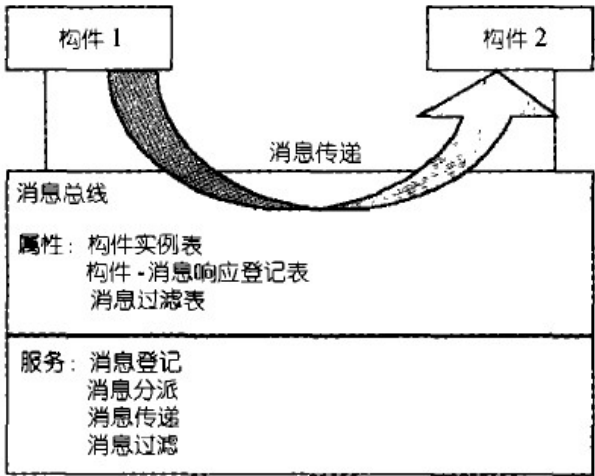 构件 1
构件 2
消息传递
消息总线
属性：构件实例表
构件-消息响应登记表
消息过滤表
服务：消息登记
消息分派
消息传递
消息过滤